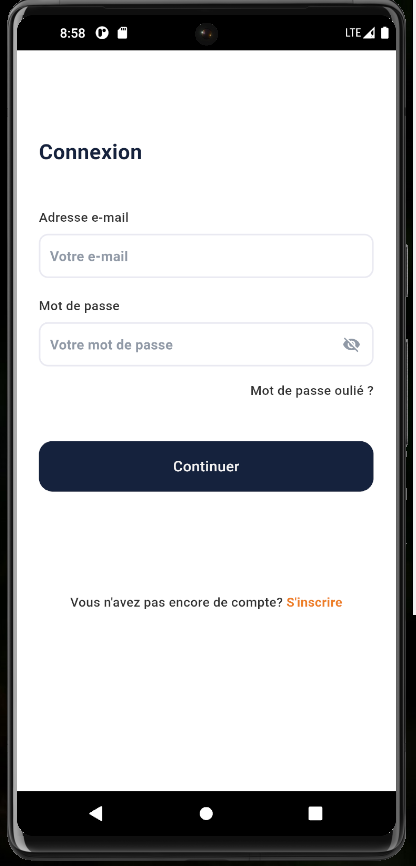 8:58
LTE
Connexion
Adresse e-mail
Votre e-mail
Mot de passe
Votre mot de passe
Mot de passe oulié ?
Continuer
Vous n'avez pas encore de compte? S'inscrire